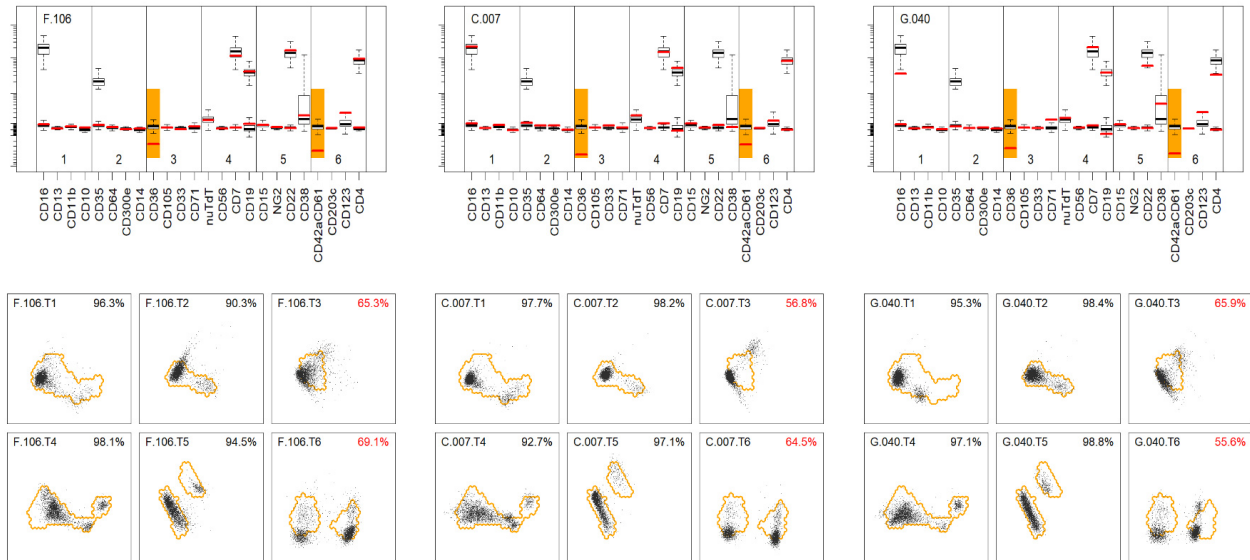 F.106
C.007
G.040
1 2 3 4 5 6
1 2 3 4 5 6
1 2 3 4 5 6
CD16 CD13 CD11b CD10 CD35 CD64 CD300e CD14 CD36 CD105 CD33 CD71 nuTdT CD56 CD7 CD19 CD15 NG2 CD22 CD38 CD42aCD61 CD203c CD123 CD4
CD16 CD13 CD11b CD10 CD35 CD64 CD300e CD14 CD36 CD105 CD33 CD71 nuTdT CD56 CD7 CD19 CD15 NG2 CD22 CD38 CD42aCD61 CD203c CD123 CD4
CD16 CD13 CD11b CD10 CD35 CD64 CD300e CD14 CD36 CD105 CD33 CD71 nuTdT CD56 CD7 CD19 CD15 NG2 CD22 CD38 CD42aCD61 CD203c CD123 CD4
F.106.T1 96.3% F.106.T2 90.3% F.106.T3 65.3%
C.007.T1 97.7% C.007.T2 98.2% C.007.T3 56.8%
G.040.T1 95.3% G.040.T2 98.4% G.040.T3 65.9%
F.106.T4 98.1% F.106.T5 94.5% F.106.T6 69.1%
C.007.T4 92.7% C.007.T5 97.1% C.007.T6 64.5%
G.040.T4 97.1% G.040.T5 98.8% G.040.T6 55.6%